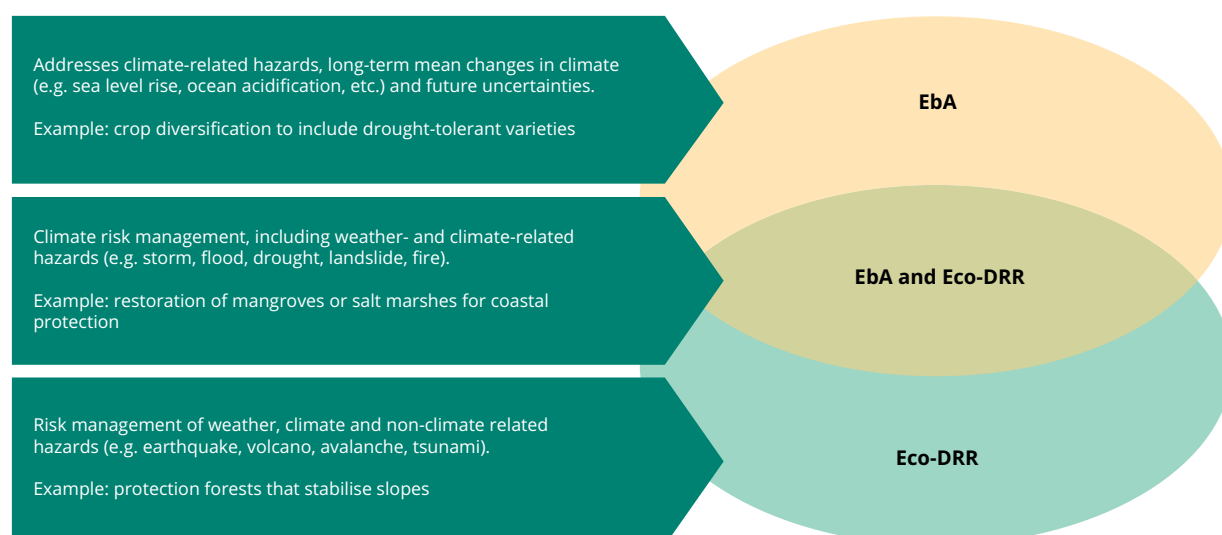 Addresses climate-related hazards, long-term mean changes in climate
(e.g. sea level rise, ocean acidification, etc.) and future uncertainties.
Example: crop diversification to include drought-tolerant varieties
EbA
Climate risk management, including weather- and climate-related
hazards (e.g. storm, flood, drought, landslide, fire).
Example: restoration of mangroves or salt marshes for coastal
protection
EbA and Eco-DRR
Risk management of weather, climate and non-climate related
hazards (e.g. earthquake, volcano, avalanche, tsunami).
Example: protection forests that stabilise slopes
Eco-DRR